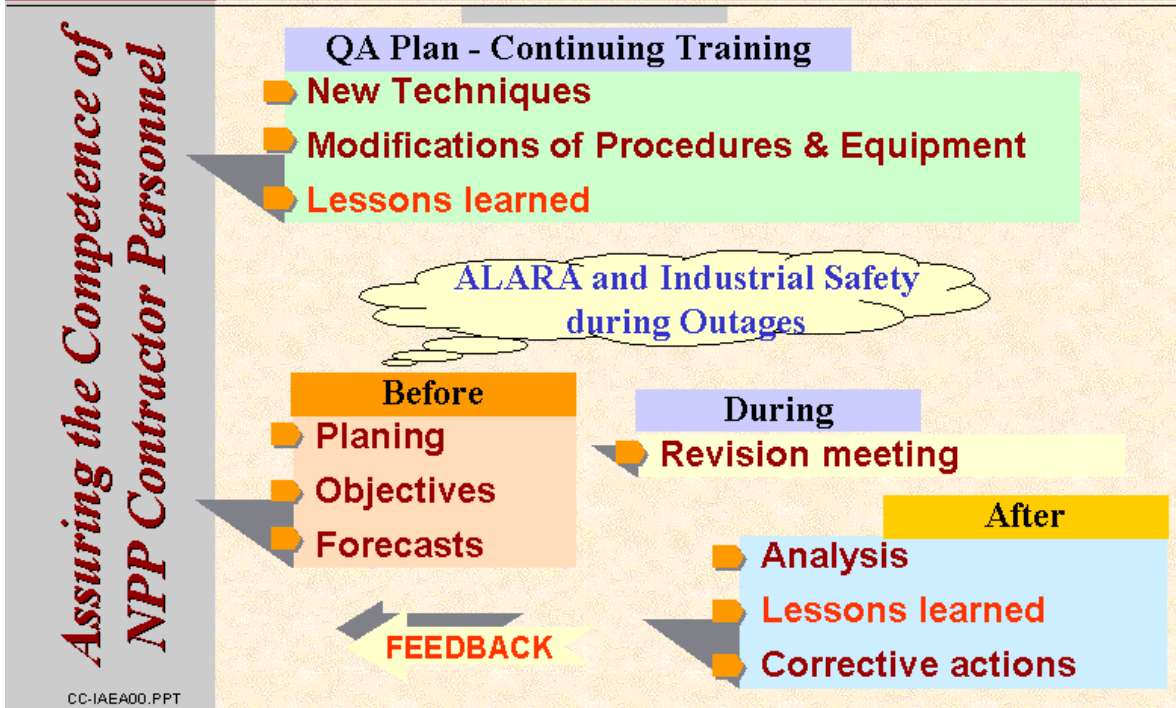 Assuring the Competence of
NPP Contractor Personnel
QA Plan - Continuing Training
New Techniques
Modifications of Procedures & Equipment
Lessons learned
ALARA and Industrial Safety
during Outages
Before
Planing
Objectives
Forecasts
During
Revision meeting
After
Analysis
Lessons learned
Corrective actions
FEEDBACK
CC-IAEA00.PPT